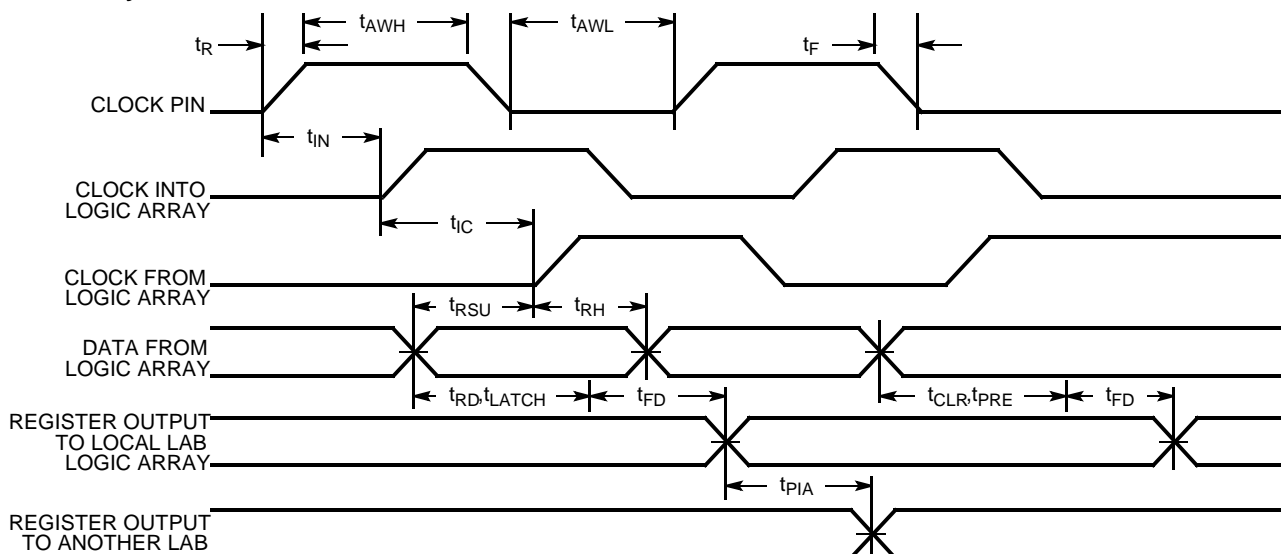 tAWH
tAWL
tR
tF
CLOCK PIN
tIN
CLOCK INTO
LOGIC ARRAY
tIC
CLOCK FROM
LOGIC ARRAY
tRSU
tRH
DATA FROM
LOGIC ARRAY
tRD,tLATCH
tFD
tCLR,tPRE
tFD
REGISTER OUTPUT
TO LOCAL LAB
LOGIC ARRAY
tPIA
REGISTER OUTPUT
TO ANOTHER LAB